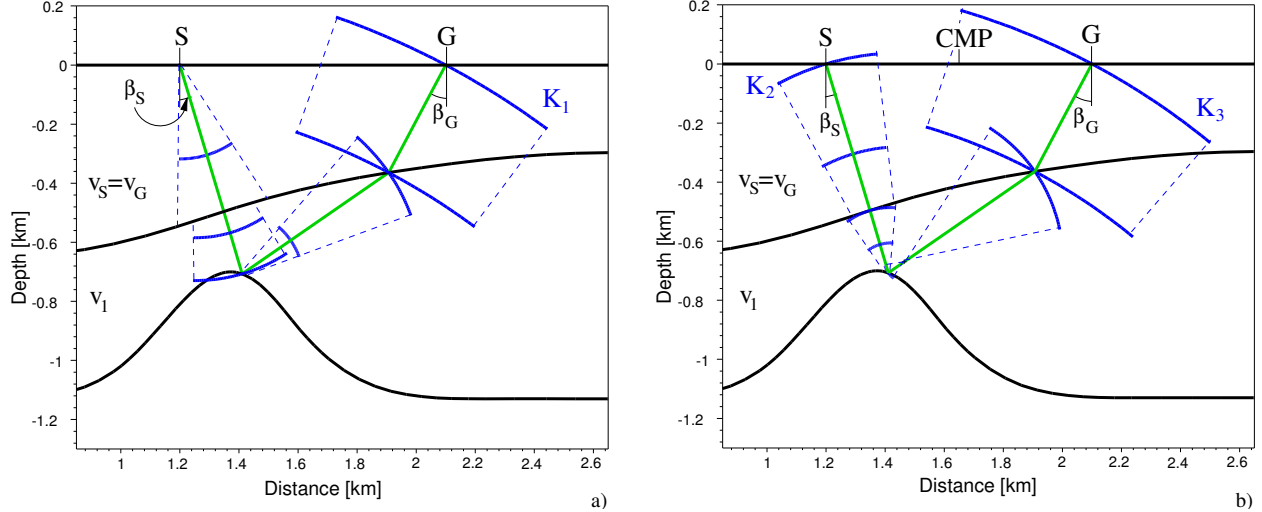 0.2
0
-0.2
-0.4
-0.6
-0.8
-1
-1.2
Depth [km]
S
G
β_S
β_G
K_1
v_S=v_G
v_1
1
1.2
1.4
1.6
1.8
2
2.2
2.4
2.6
Distance [km]
a)
0.2
0
-0.2
-0.4
-0.6
-0.8
-1
-1.2
Depth [km]
S
CMP
G
K_2
β_S
β_G
K_3
v_S=v_G
v_1
1
1.2
1.4
1.6
1.8
2
2.2
2.4
2.6
Distance [km]
b)